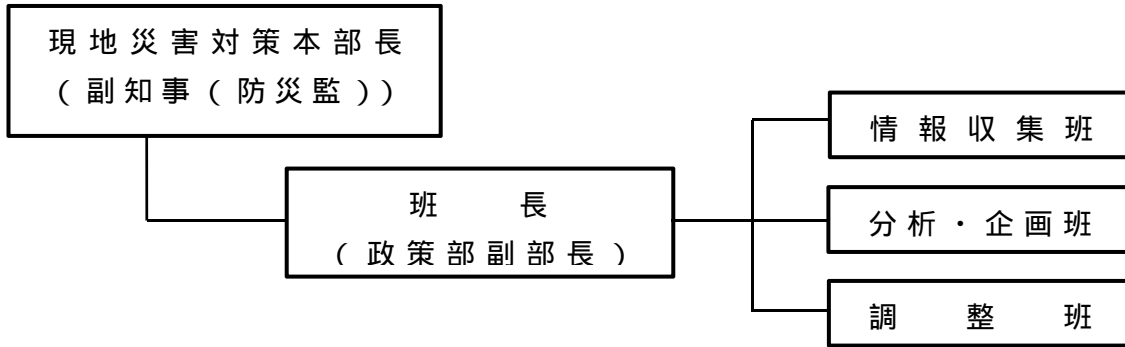 現地災害対策本部長
(副知事(防災監))
班長
(政策部副部長)
情報収集班
分析・企画班
調整班